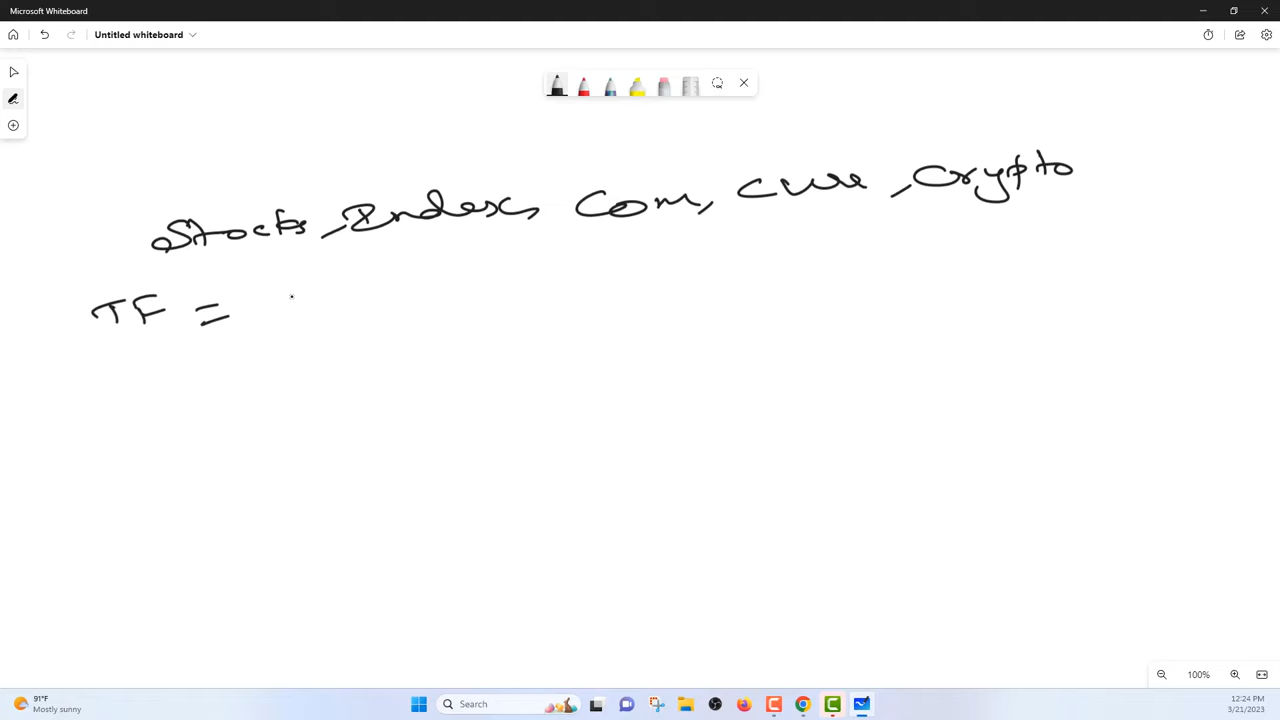 Microsoft Whiteboard
Untitled whiteboard
Stocks, Index, Com, Curr, Crypto
TF =
100%
91°F
Mostly sunny
Search
12:24 PM
3/21/2023